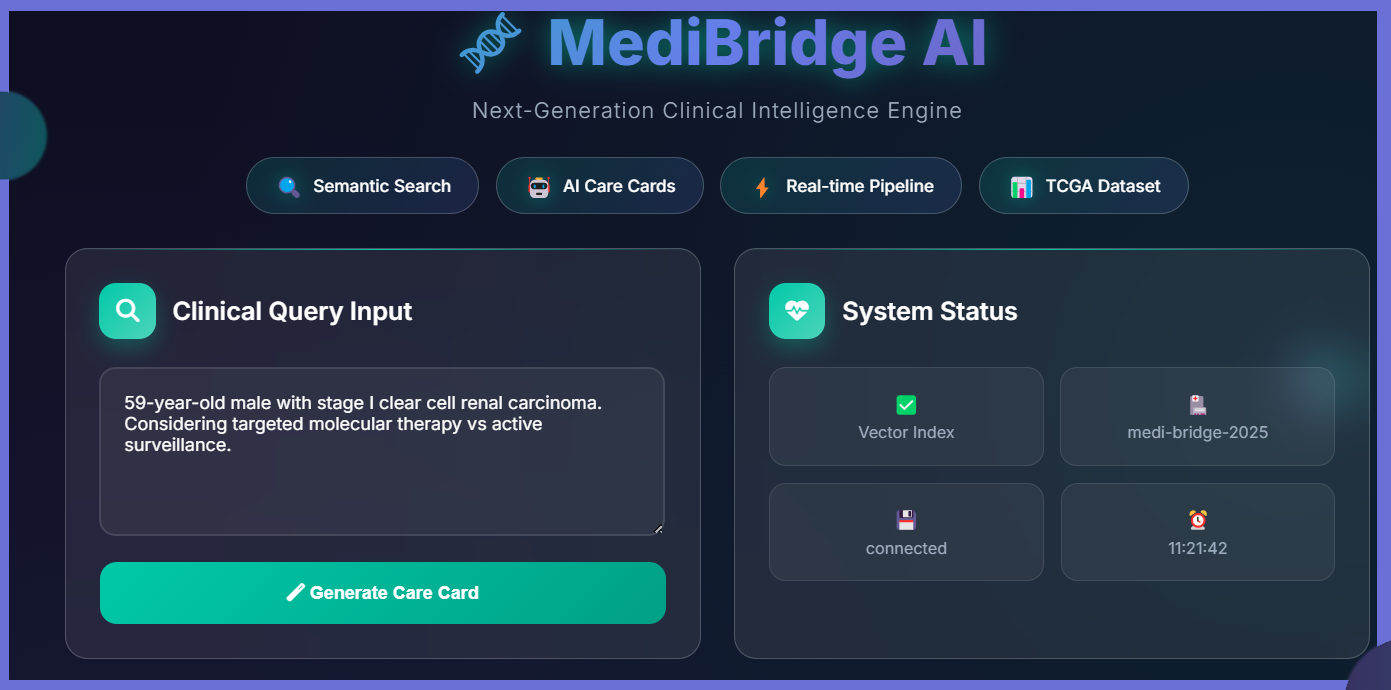 MediBridge AI
Next-Generation Clinical Intelligence Engine
Semantic Search
AI Care Cards
Real-time Pipeline
TCGA Dataset
Clinical Query Input
59-year-old male with stage I clear cell renal carcinoma.
Considering targeted molecular therapy vs active
surveillance.
Generate Care Card
System Status
Vector Index
medi-bridge-2025
connected
11:21:42